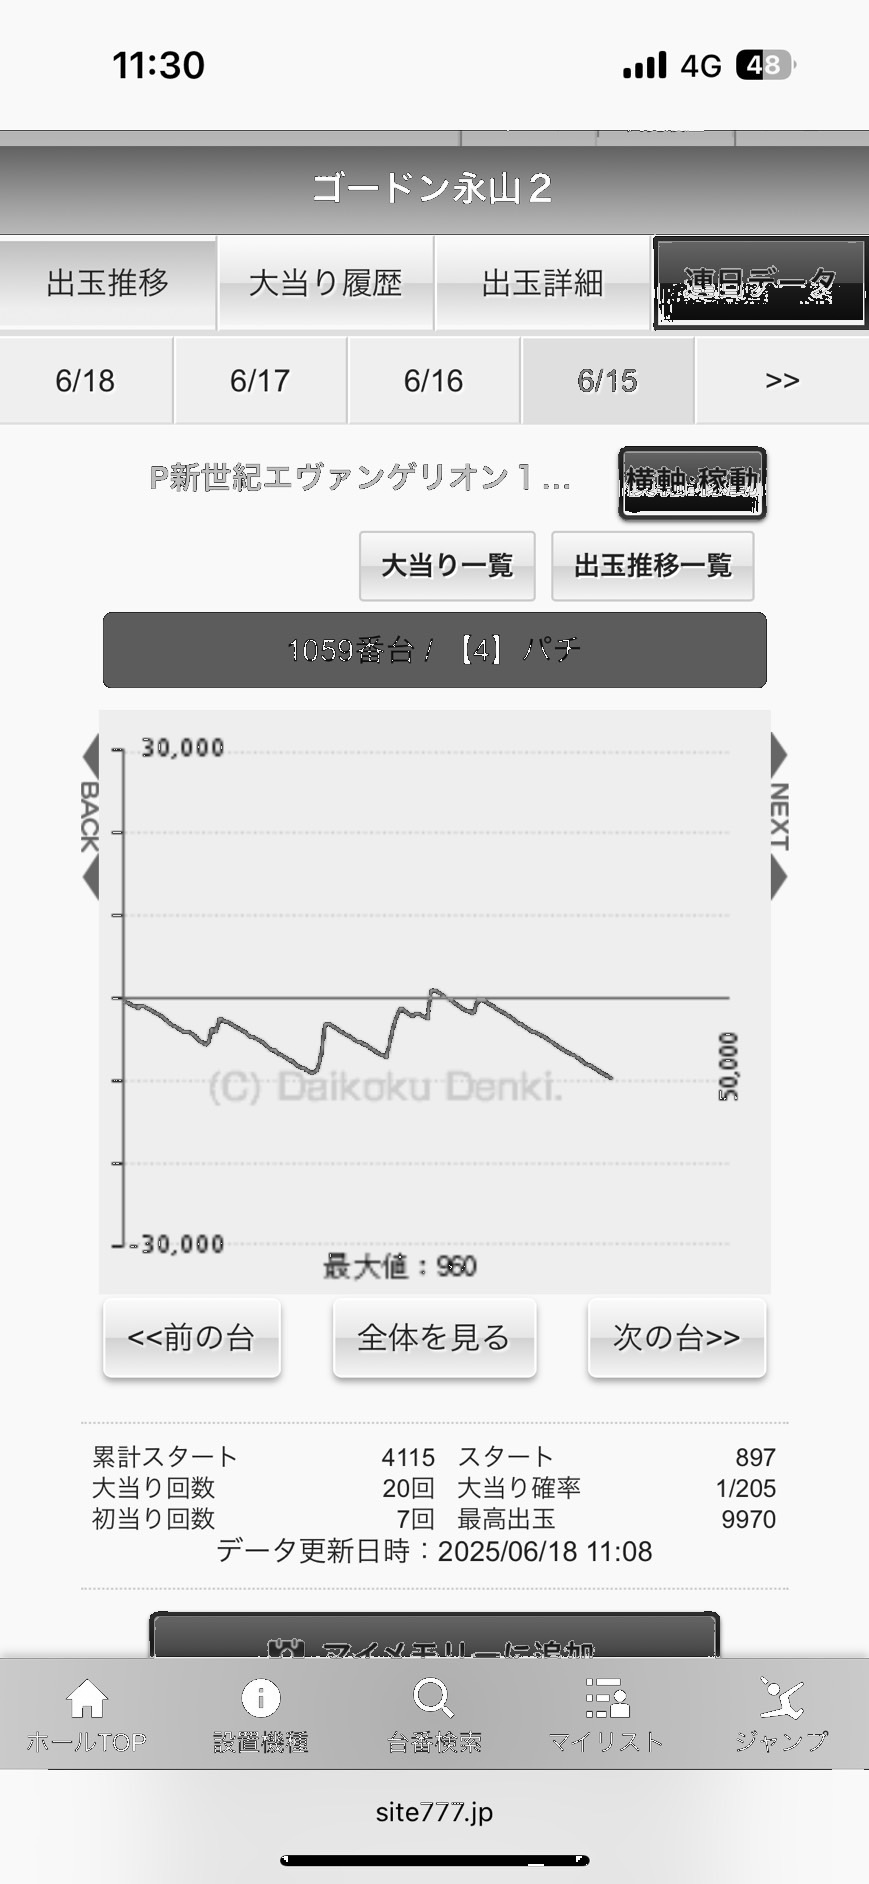 11:30 4G 48
ゴードン永山2
出玉推移 大当り履歴 出玉詳細 連日データ
6/18 6/17 6/16 6/15 >>
P新世紀エヴァンゲリオン1...
横軸:稼動
大当り一覧 出玉推移一覧
1059番台 / 【4】 パチ
30,000
BACK
NEXT
50,000
(C) Daikoku Denki.
-30,000
最大値:960
<<前の台 全体を見る 次の台>>
累計スタート 4115 スタート 897
大当り回数 20回 大当り確率 1/205
初当り回数 7回 最高出玉 9970
データ更新日時:2025/06/18 11:08
マイメモリーに追加
ホールTOP 設置機種 台番検索 マイリスト ジャンプ
site777.jp